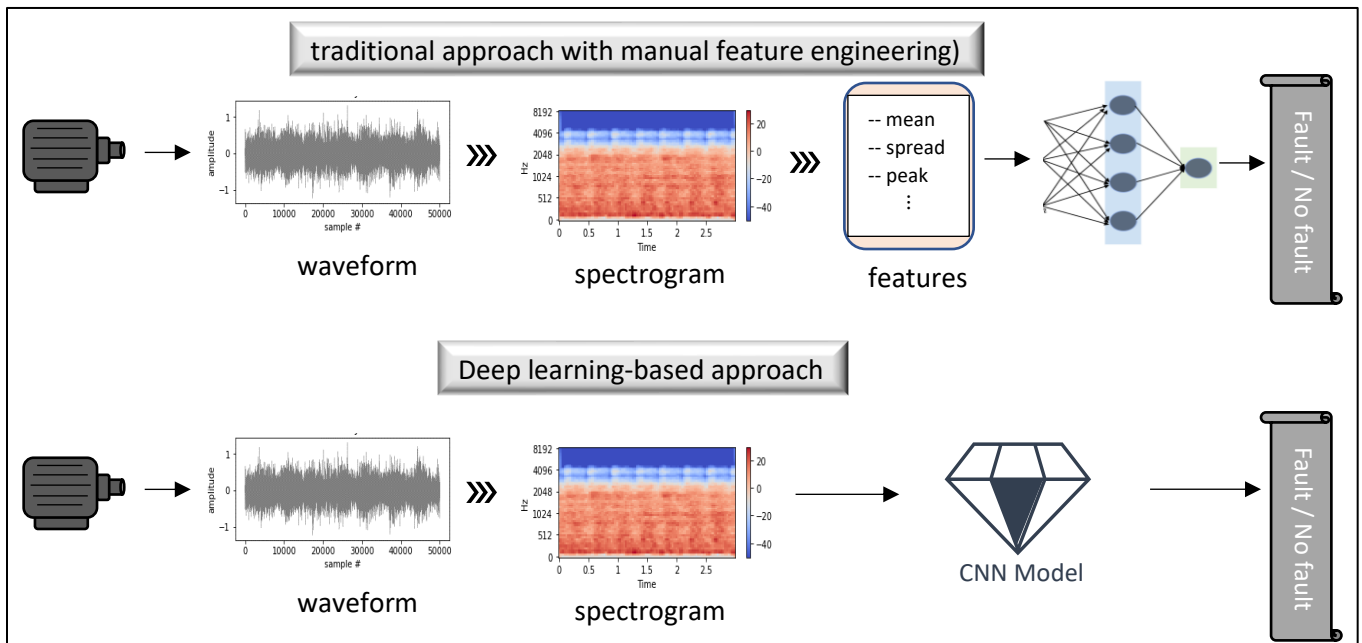 traditional approach with manual feature engineering)
amplitude
1
0
−1
0 10000 20000 30000 40000 50000
sample #
waveform
Hz
8192
4096
2048
1024
512
0
0 0.5 1 1.5 2 2.5
Time
20
0
−20
−40
spectrogram
-- mean
-- spread
-- peak
⋮
features
Fault / No fault
Deep learning-based approach
amplitude
1
0
−1
0 10000 20000 30000 40000 50000
sample #
waveform
Hz
8192
4096
2048
1024
512
0
0 0.5 1 1.5 2 2.5
Time
20
0
−20
−40
spectrogram
CNN Model
Fault / No fault